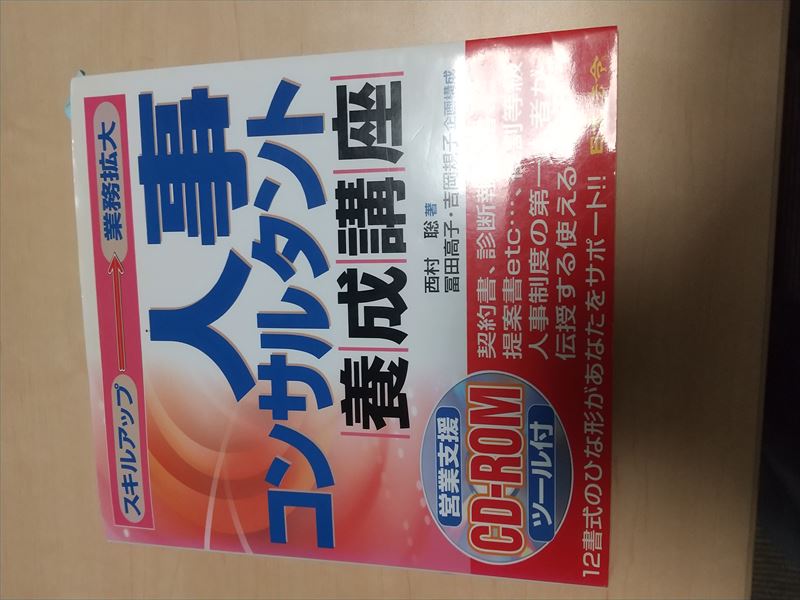 スキルアップ
業務拡大
人事
コンサルタント
養成講座
西村 聡 著
冨田高子・吉岡規子 企画構成
営業支援
CD-ROM
ツール付
契約書、診断
提案書etc…、
人事制度の第一
伝授する使える
12書式のひな形があなたをサポート!!